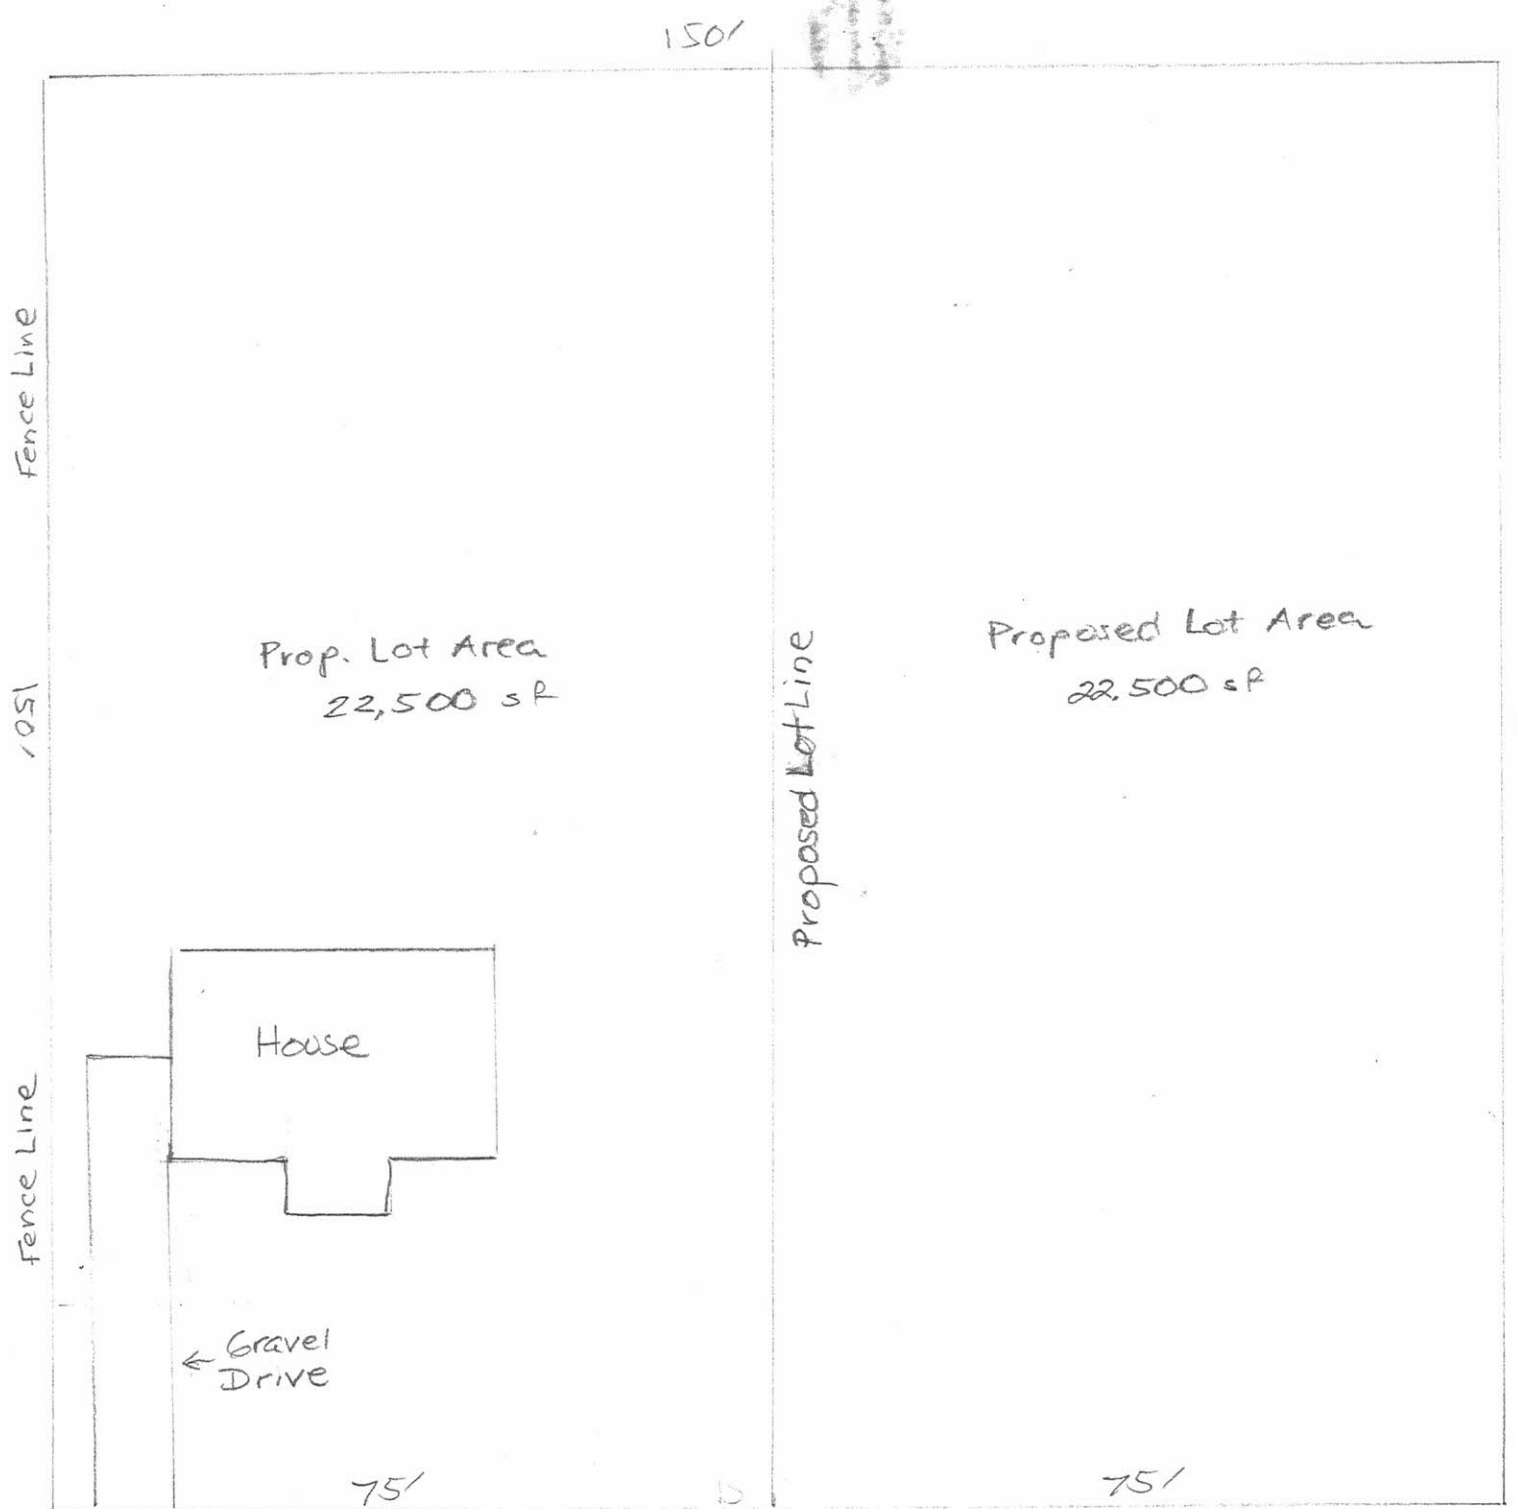 150'
Fence Line
Prop. Lot Area
22,500 sf
150'
Proposed Lot Line
Proposed Lot Area
22,500 sf
House
Fence Line
← Gravel
Drive
75'
75'